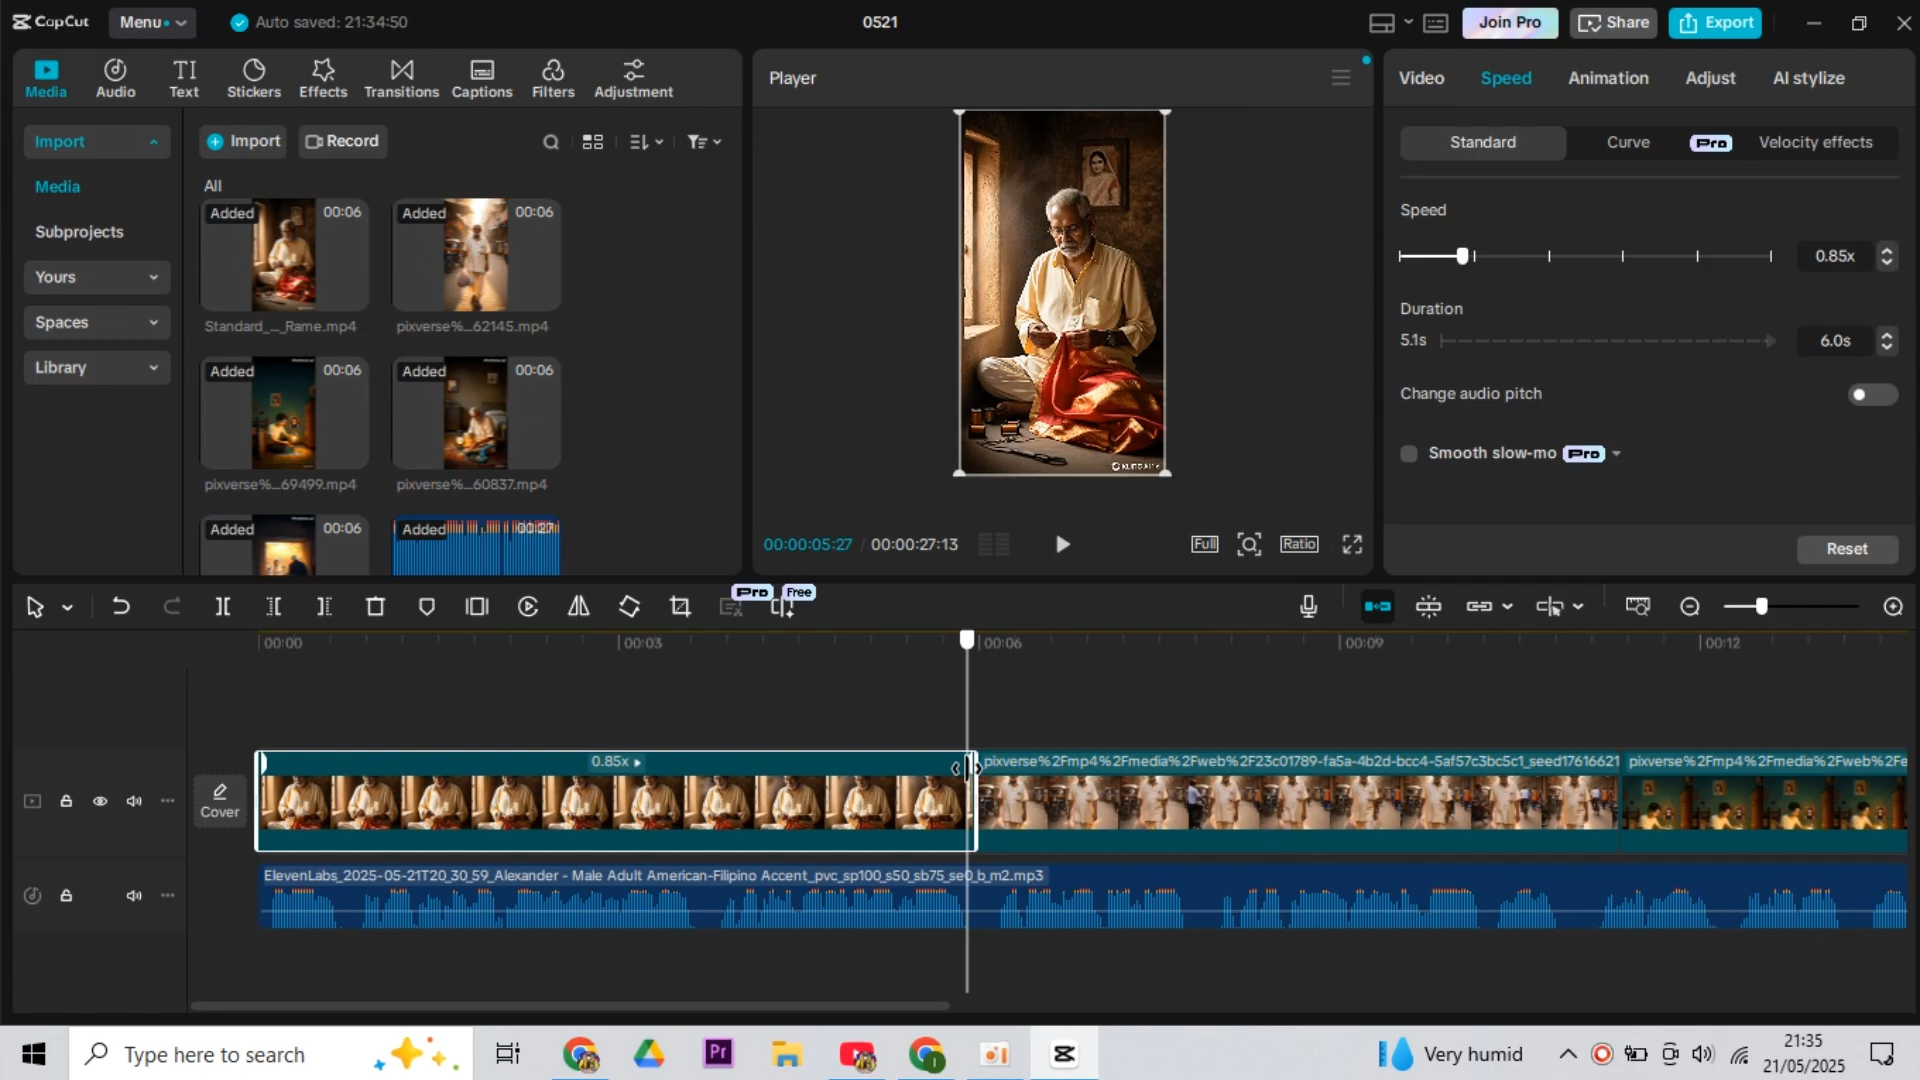 CapCut
Menu
Auto saved: 21:34:50
0521
Join Pro
Share
Export
Media
Audio
Text
Stickers
Effects
Transitions
Captions
Filters
Adjustment
Import
Media
Subprojects
Yours
Spaces
Library
Import
Record
All
Added 00:06
Standard_..._Rame.mp4
Added 00:06
pixverse%...62145.mp4
Added 00:06
pixverse%...69499.mp4
Added 00:06
pixverse%...60837.mp4
Added 00:06
Added 00:27
Player
00:00:05:27 / 00:00:27:13
Full
Ratio
Video
Speed
Animation
Adjust
AI stylize
Standard
Curve
Pro
Velocity effects
Speed
0.85x
Duration
5.1s
6.0s
Change audio pitch
Smooth slow-mo Pro
Reset
Pro
Free
00:00
00:03
00:06
00:09
00:12
Cover
0.85x
pixverse%2Fmp4%2Fmedia%2Fweb%2F23c01789-fa5a-4b2d-bcc4-5af57c3bc5c1_seed17616621
pixverse%2Fmp4%2Fmedia%2Fweb%2Fe
ElevenLabs_2025-05-21T20_30_59_Alexander - Male Adult American-Filipino Accent_pvc_sp100_s50_sb75_se0_b_m2.mp3
Type here to search
Pr
Very humid
21:35
21/05/2025